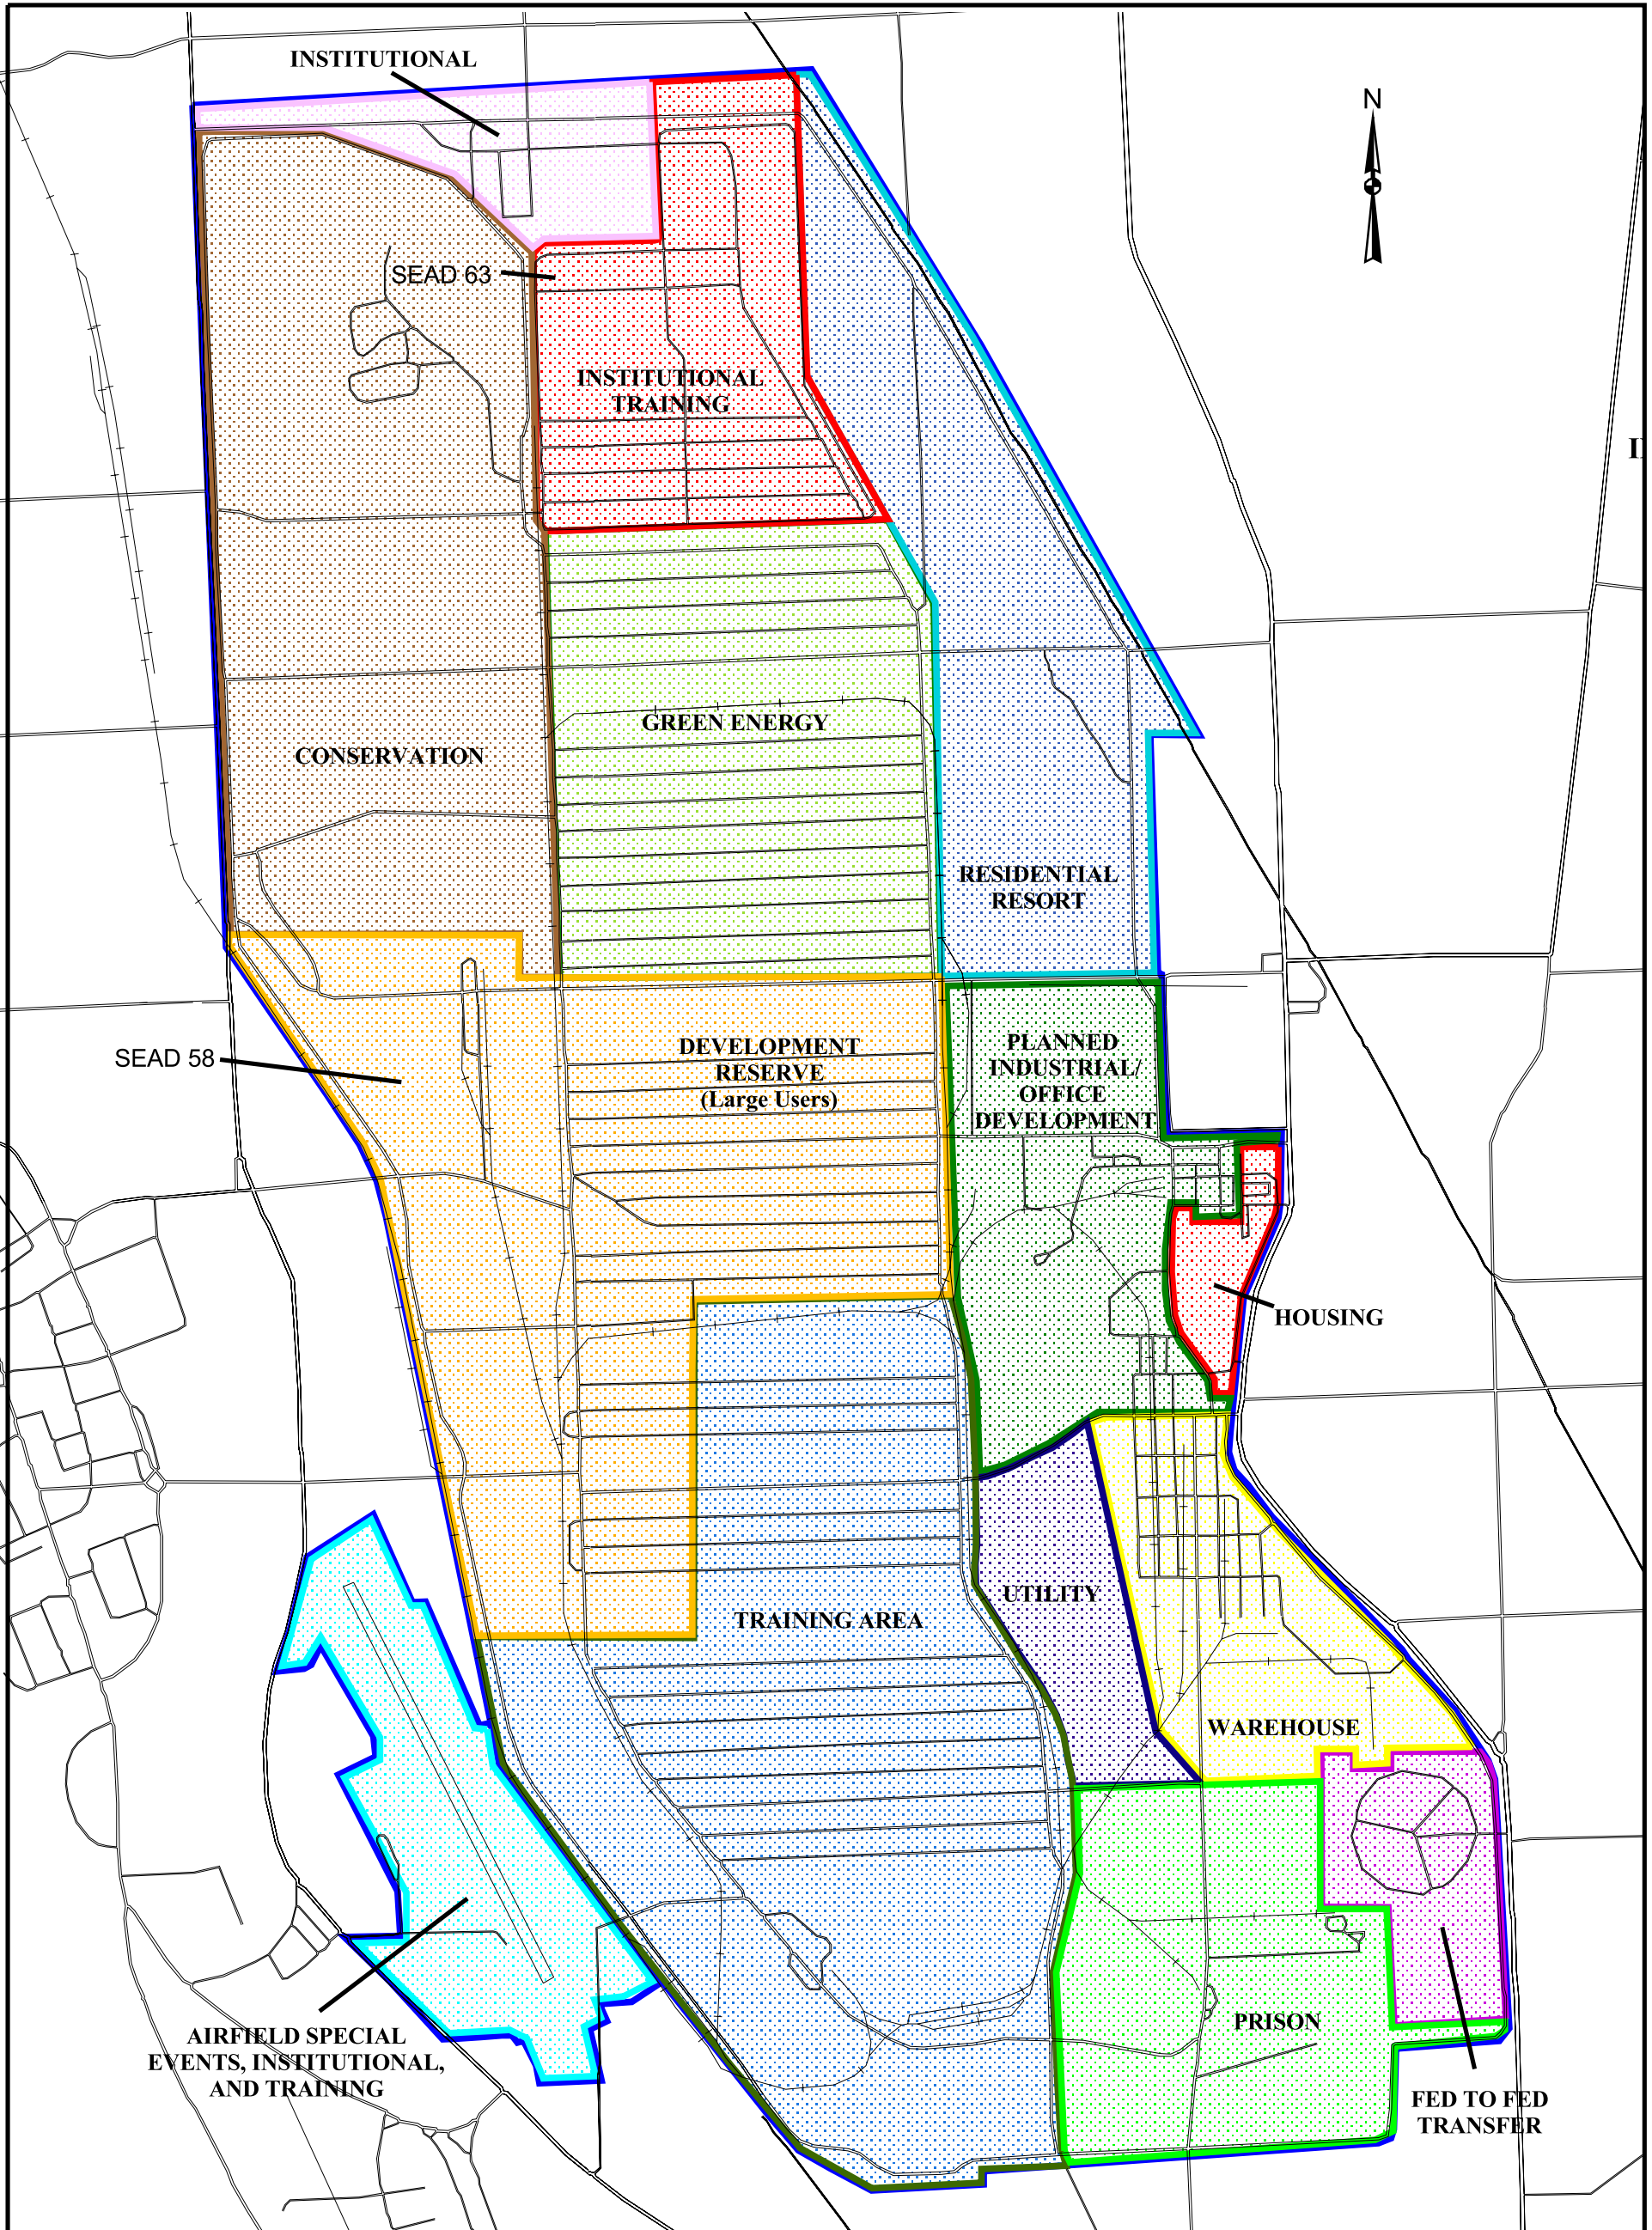 INSTITUTIONAL
N
SEAD 63
INSTITUTIONAL
TRAINING
GREEN ENERGY
CONSERVATION
RESIDENTIAL
RESORT
SEAD 58
DEVELOPMENT
RESERVE
(Large Users)
PLANNED
INDUSTRIAL/
OFFICE
DEVELOPMENT
HOUSING
UTILITY
TRAINING AREA
WAREHOUSE
PRISON
AIRFIELD SPECIAL
EVENTS, INSTITUTIONAL,
AND TRAINING
FED TO FED
TRANSFER